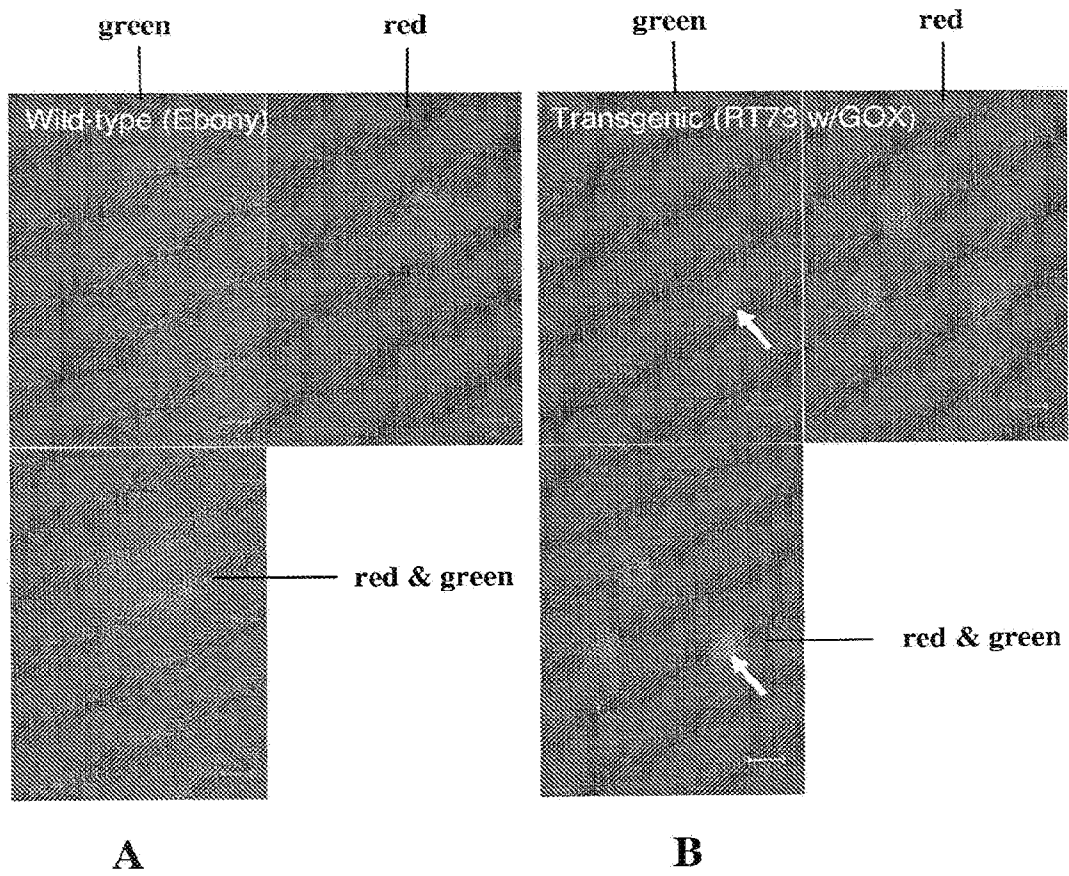 green
red
green
red
Wild-type (Ebony)
Transgenic (RT73 w/GOX)
red & green
red & green
A
B